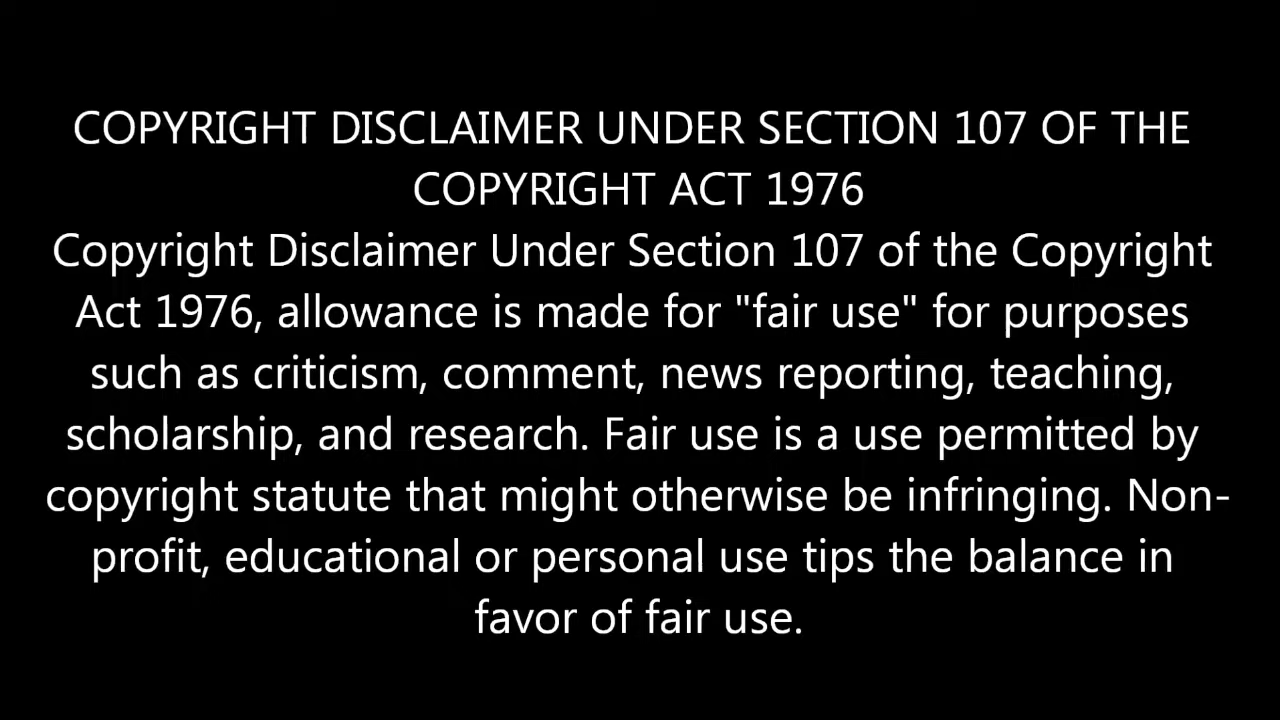 COPYRIGHT DISCLAIMER UNDER SECTION 107 OF THE
COPYRIGHT ACT 1976
Copyright Disclaimer Under Section 107 of the Copyright
Act 1976, allowance is made for "fair use" for purposes
such as criticism, comment, news reporting, teaching,
scholarship, and research. Fair use is a use permitted by
copyright statute that might otherwise be infringing. Non-
profit, educational or personal use tips the balance in
favor of fair use.